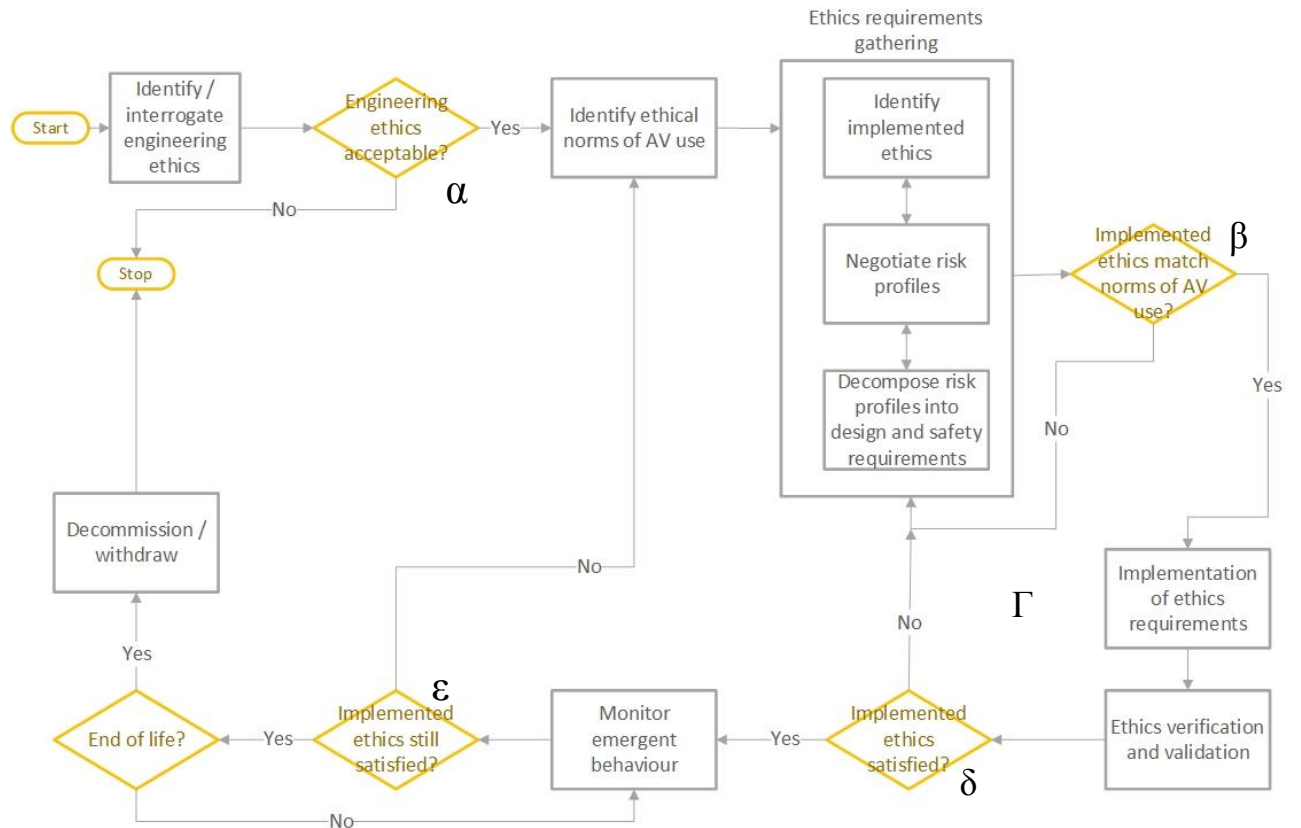 Ethics requirements
gathering
Start
Identify /
interrogate
engineering
ethics
Engineering
ethics
acceptable?
Yes
Identify ethical
norms of AV use
Identify
implemented
ethics
α
No
Stop
Negotiate risk
profiles
Implemented
ethics match
norms of AV
use?
β
Decompose risk
profiles into
design and safety
requirements
Yes
No
Decommission /
withdraw
No
Implementation
of ethics
requirements
Γ
No
Yes
End of life?
Yes
ε
Implemented
ethics still
satisfied?
Monitor
emergent
behaviour
Yes
Implemented
ethics
satisfied?
δ
Ethics verification
and validation
No